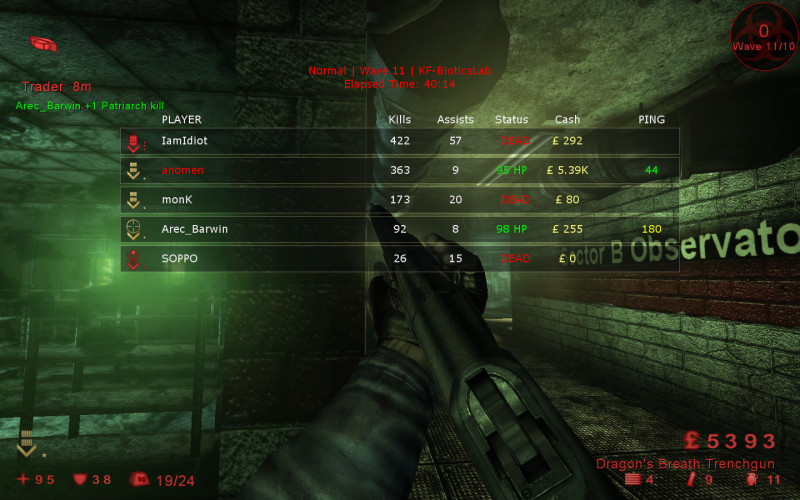 0
Wave 11/10
Normal | Wave 11 | KF-BioticsLab
Elapsed Time: 40:14
Trader: 8m
Arec_Barwin +1 Patriarch kill
PLAYER Kills Assists Status Cash PING
IamIdiot 422 57 DEAD £ 292
anomen 363 9 95 HP £ 5.39K 44
monK 173 20 DEAD £ 80
Arec_Barwin 92 8 98 HP £ 255 180
SOPPO 26 15 DEAD £ 0
Sector B Observato
£ 5393
Dragon's Breath Trenchgun
95 38 19/24 4 9 11